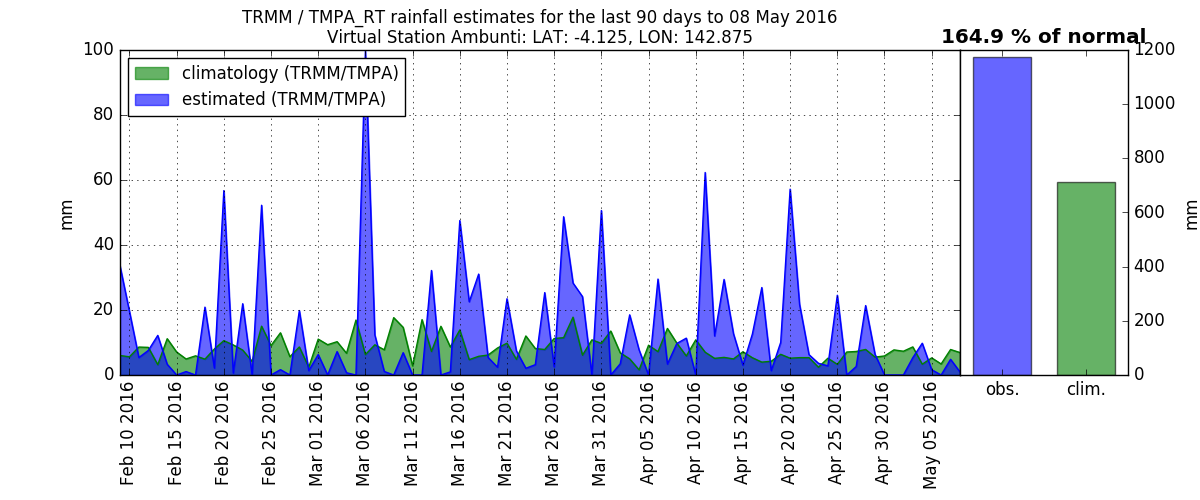 TRMM / TMPA_RT rainfall estimates for the last 90 days to 08 May 2016
Virtual Station Ambunti: LAT: -4.125, LON: 142.875
164.9 % of normal
climatology (TRMM/TMPA)
estimated (TRMM/TMPA)
mm
100
80
60
40
20
0
Feb 10 2016
Feb 15 2016
Feb 20 2016
Feb 25 2016
Mar 01 2016
Mar 06 2016
Mar 11 2016
Mar 16 2016
Mar 21 2016
Mar 26 2016
Mar 31 2016
Apr 05 2016
Apr 10 2016
Apr 15 2016
Apr 20 2016
Apr 25 2016
Apr 30 2016
May 05 2016
obs.
clim.
1200
1000
800
600
400
200
0
mm